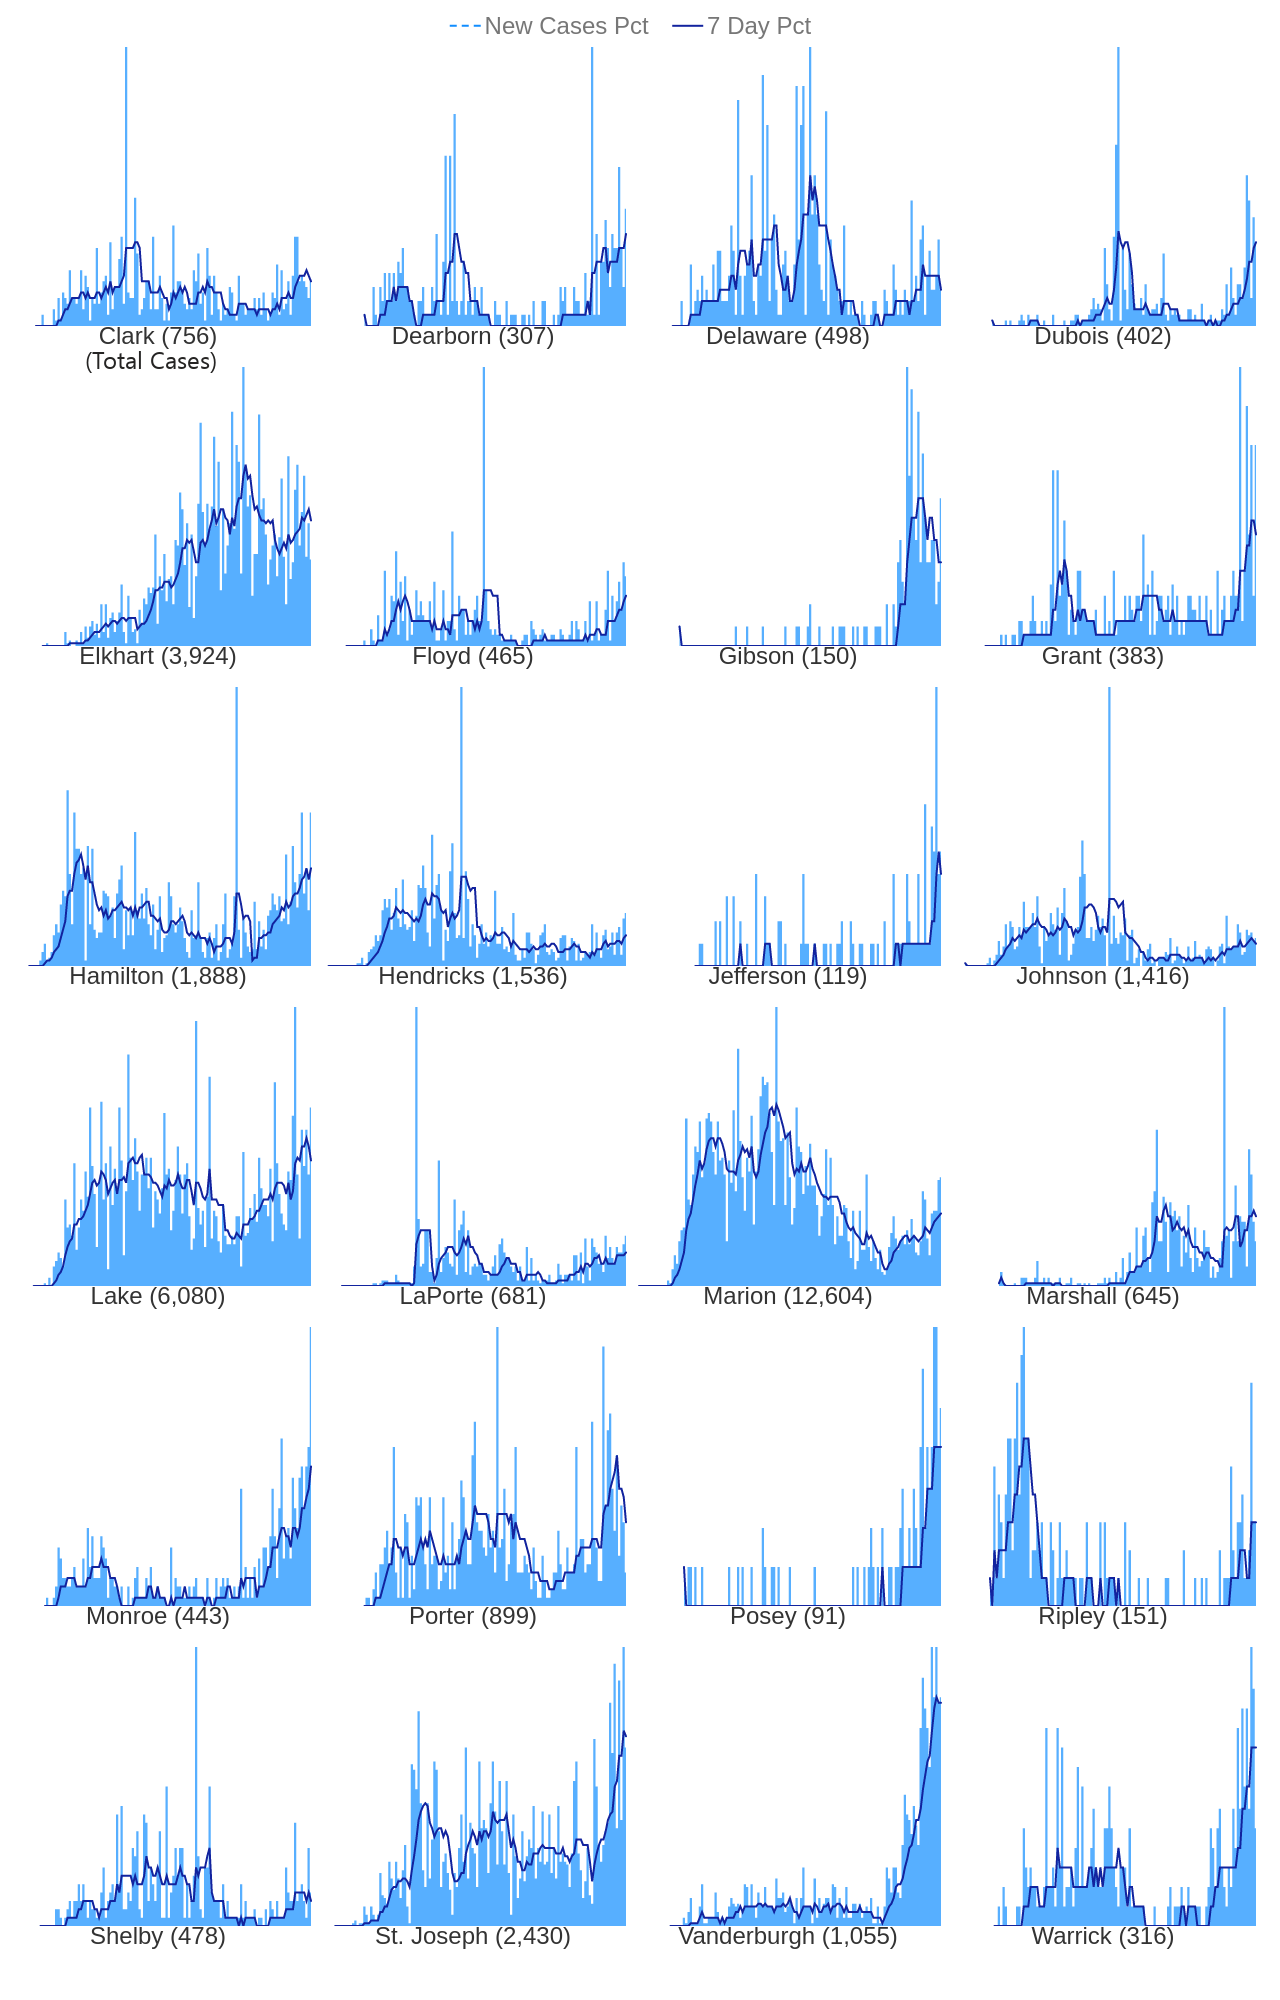 New Cases Pct 7 Day Pct
Clark (756) Dearborn (307) Delaware (498) Dubois (402)
(Total Cases)
Elkhart (3,924) Floyd (465) Gibson (150) Grant (383)
Hamilton (1,888) Hendricks (1,536) Jefferson (119) Johnson (1,416)
Lake (6,080) LaPorte (681) Marion (12,604) Marshall (645)
Monroe (443) Porter (899) Posey (91) Ripley (151)
Shelby (478) St. Joseph (2,430) Vanderburgh (1,055) Warrick (316)